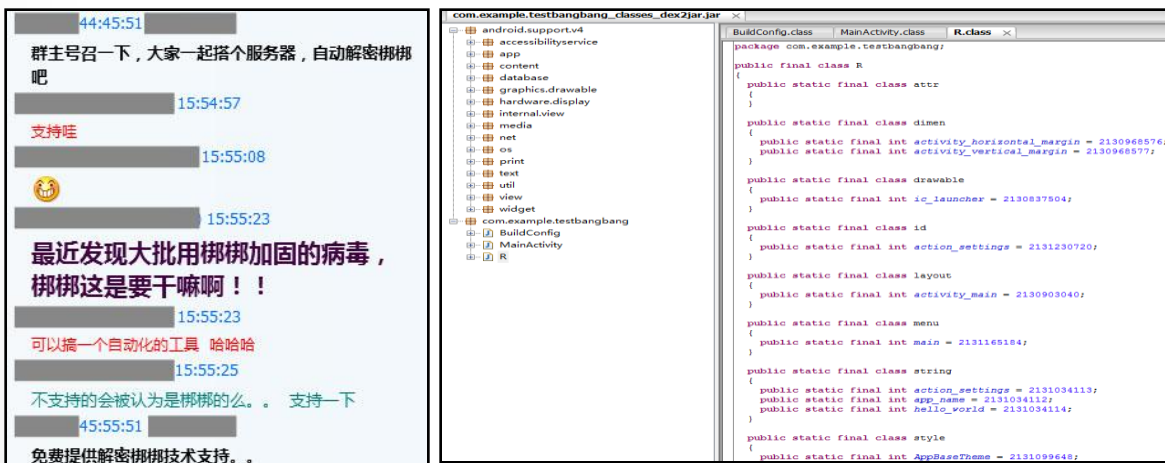 44:45:51
群主号召一下，大家一起搭个服务器，自动解密梆梆
吧
15:54:57
支持哇
15:55:08
15:55:23
最近发现大批用梆梆加固的病毒，
梆梆这是要干嘛啊！！
15:55:23
可以搞一个自动化的工具 哈哈哈
15:55:25
不支持的会被认为是梆梆的么。。 支持一下
45:55:51
免费提供解密梆梆技术支持。。
com.example.testbangbang_classes_dex2jar.jar
android.support.v4
accessibilityservice
app
content
database
graphics.drawable
hardware.display
internal.view
media
net
os
print
text
util
view
widget
com.example.testbangbang
BuildConfig
MainActivity
R
BuildConfig.class MainActivity.class R.class
package com.example.testbangbang;
public final class R
{
public static final class attr
{
}
public static final class dimen
{
public static final int activity_horizontal_margin = 2130968576;
public static final int activity_vertical_margin = 2130968577;
}
public static final class drawable
{
public static final int ic_launcher = 2130837504;
}
public static final class id
{
public static final int action_settings = 2131230720;
}
public static final class layout
{
public static final int activity_main = 2130903040;
}
public static final class menu
{
public static final int main = 2131165184;
}
public static final class string
{
public static final int action_settings = 2131034113;
public static final int app_name = 2131034112;
public static final int hello_world = 2131034114;
}
public static final class style
{
public static final int AppBaseTheme = 2131099648;